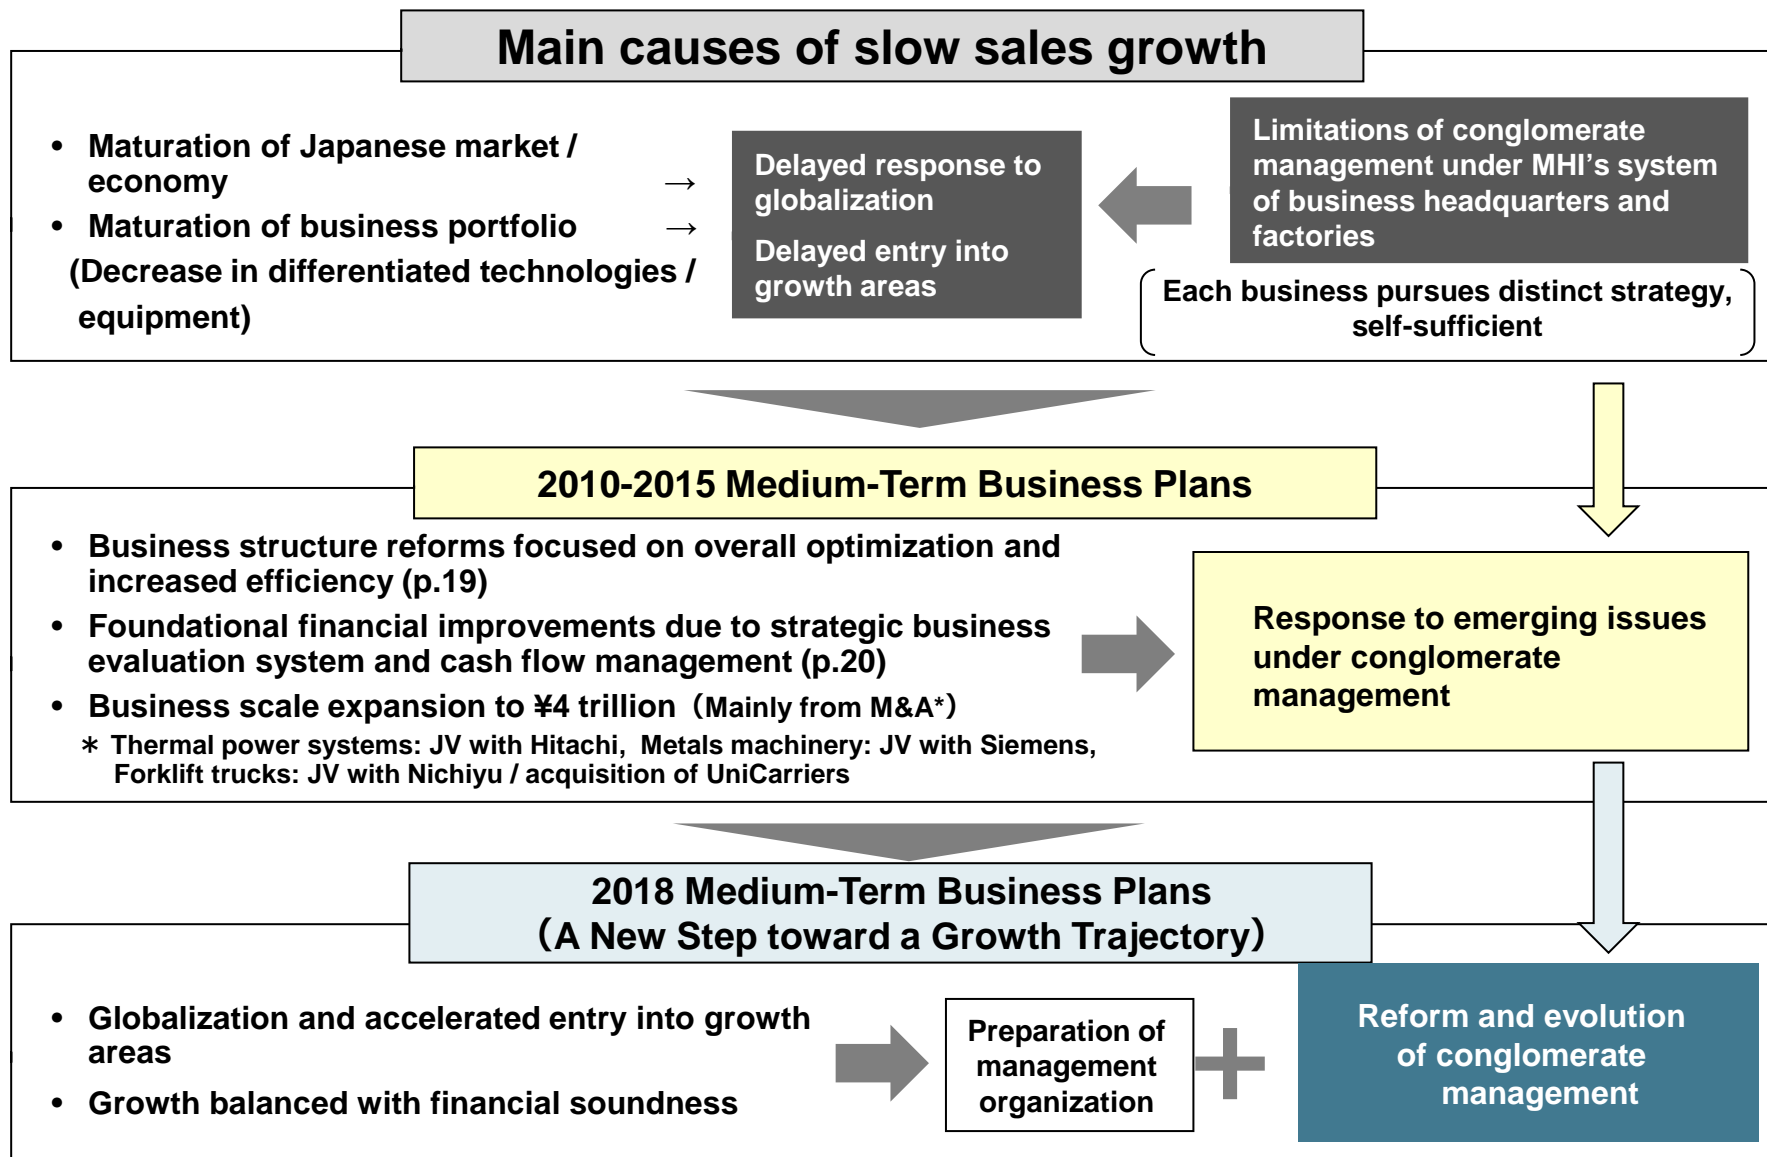 Main causes of slow sales growth
• Maturation of Japanese market /
economy →
• Maturation of business portfolio →
(Decrease in differentiated technologies /
equipment)
Delayed response to
globalization
Delayed entry into
growth areas
Limitations of conglomerate
management under MHI's system
of business headquarters and
factories
Each business pursues distinct strategy,
self-sufficient
2010-2015 Medium-Term Business Plans
• Business structure reforms focused on overall optimization and
increased efficiency (p.19)
• Foundational financial improvements due to strategic business
evaluation system and cash flow management (p.20)
• Business scale expansion to ¥4 trillion（Mainly from M&A*）
＊ Thermal power systems: JV with Hitachi, Metals machinery: JV with Siemens,
Forklift trucks: JV with Nichiyu / acquisition of UniCarriers
Response to emerging issues
under conglomerate
management
2018 Medium-Term Business Plans
（A New Step toward a Growth Trajectory）
• Globalization and accelerated entry into growth
areas
• Growth balanced with financial soundness
Preparation of
management
organization
Reform and evolution
of conglomerate
management